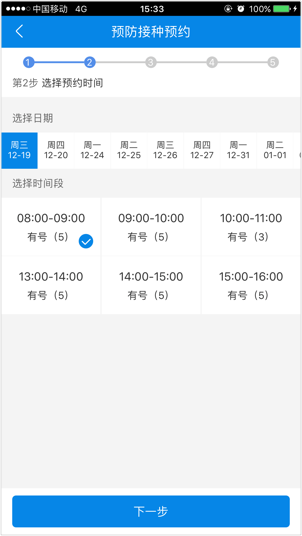 中国移动 4G 15:33 100%
预防接种预约
1 2 3 4 5
第2步 选择预约时间
选择日期
周三 周四 周一 周二 周三 周四 周一 周二
12-19 12-20 12-24 12-25 12-26 12-27 12-31 01-01
选择时间段
08:00-09:00 09:00-10:00 10:00-11:00
有号（5） 有号（5） 有号（3）
13:00-14:00 14:00-15:00 15:00-16:00
有号（5） 有号（5） 有号（5）
下一步